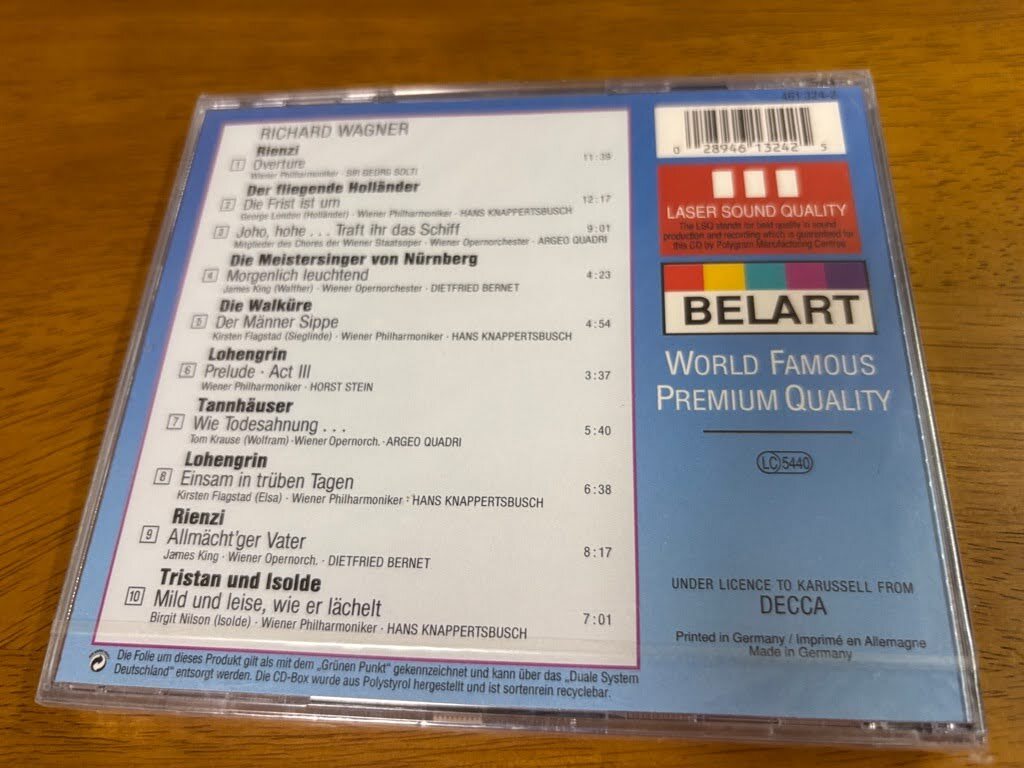 461 324-2
RICHARD WAGNER
Rienzi
1 Overture 11:39
Wiener Philharmoniker · SIR GEORG SOLTI
Der fliegende Holländer
2 Die Frist ist um 12:17
George London (Holländer) · Wiener Philharmoniker · HANS KNAPPERTSBUSCH
3 Joho, hohe . . . Traft ihr das Schiff 9:01
Mitglieder des Chores der Wiener Staatsoper · Wiener Opernorchester · ARGEO QUADRI
Die Meistersinger von Nürnberg
4 Morgenlich leuchtend 4:23
James King (Walther) · Wiener Opernorchester · DIETFRIED BERNET
Die Walküre
5 Der Männer Sippe 4:54
Kirsten Flagstad (Sieglinde) · Wiener Philharmoniker · HANS KNAPPERTSBUSCH
Lohengrin
6 Prelude · Act III 3:37
Wiener Philharmoniker · HORST STEIN
Tannhäuser
7 Wie Todesahnung . . . 5:40
Tom Krause (Wolfram) · Wiener Opernorch. · ARGEO QUADRI
Lohengrin
8 Einsam in trüben Tagen 6:38
Kirsten Flagstad (Elsa) · Wiener Philharmoniker · HANS KNAPPERTSBUSCH
Rienzi
9 Allmächt'ger Vater 8:17
James King · Wiener Opernorch. · DIETFRIED BERNET
Tristan und Isolde
10 Mild und leise, wie er lächelt 7:01
Birgit Nilson (Isolde) · Wiener Philharmoniker · HANS KNAPPERTSBUSCH
Die Folie um dieses Produkt gilt als mit dem „Grünen Punkt" gekennzeichnet und kann über das „Duale System
Deutschland" entsorgt werden. Die CD-Box wurde aus Polystyrol hergestellt und ist sortenrein recyclebar.
0 28946 13242 5
LASER SOUND QUALITY
The LSQ stands for best quality in sound
production and recording which is guaranteed for
this CD by Polygram Manufacturing Centres
BELART
WORLD FAMOUS
PREMIUM QUALITY
LC 5440
UNDER LICENCE TO KARUSSELL FROM
DECCA
Printed in Germany / Imprimé en Allemagne
Made in Germany